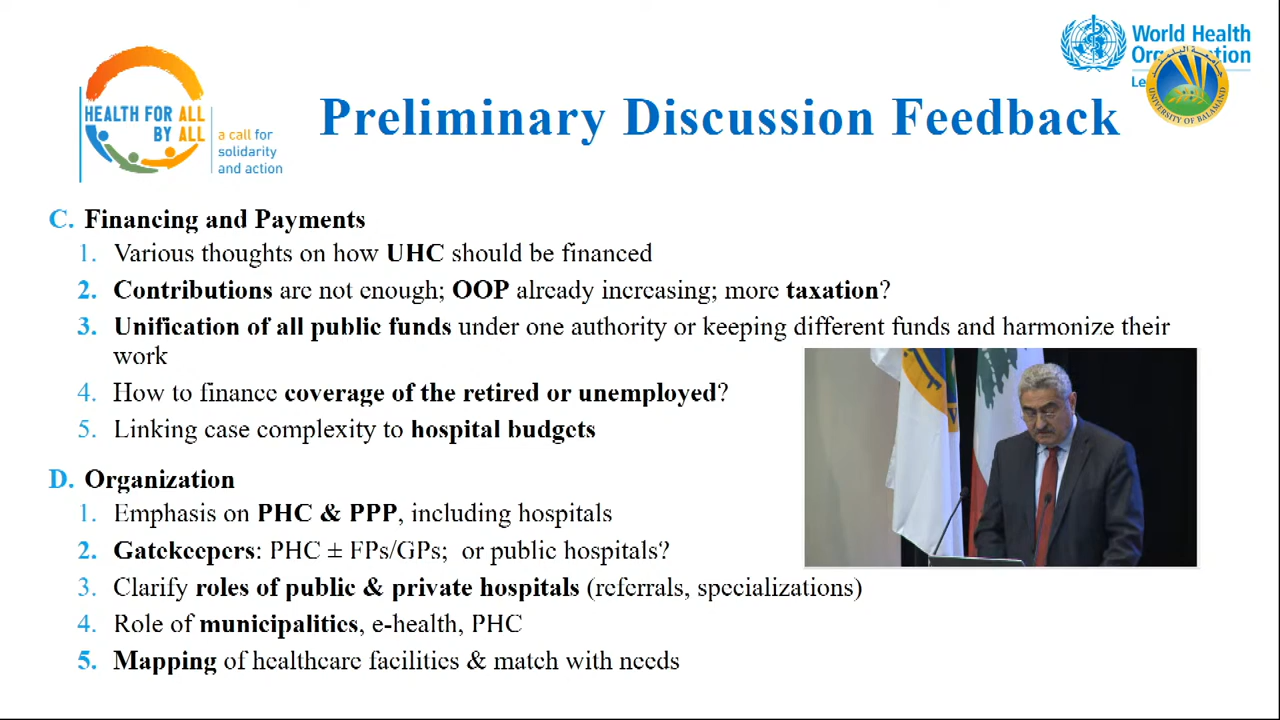 World Health
Organization
HEALTH FOR ALL
BY ALL
a call for
solidarity
and action
Preliminary Discussion Feedback
UNIVERSITY OF BALAMAND
C. Financing and Payments
1. Various thoughts on how UHC should be financed
2. Contributions are not enough; OOP already increasing; more taxation?
3. Unification of all public funds under one authority or keeping different funds and harmonize their
work
4. How to finance coverage of the retired or unemployed?
5. Linking case complexity to hospital budgets
D. Organization
1. Emphasis on PHC & PPP, including hospitals
2. Gatekeepers: PHC ± FPs/GPs; or public hospitals?
3. Clarify roles of public & private hospitals (referrals, specializations)
4. Role of municipalities, e-health, PHC
5. Mapping of healthcare facilities & match with needs